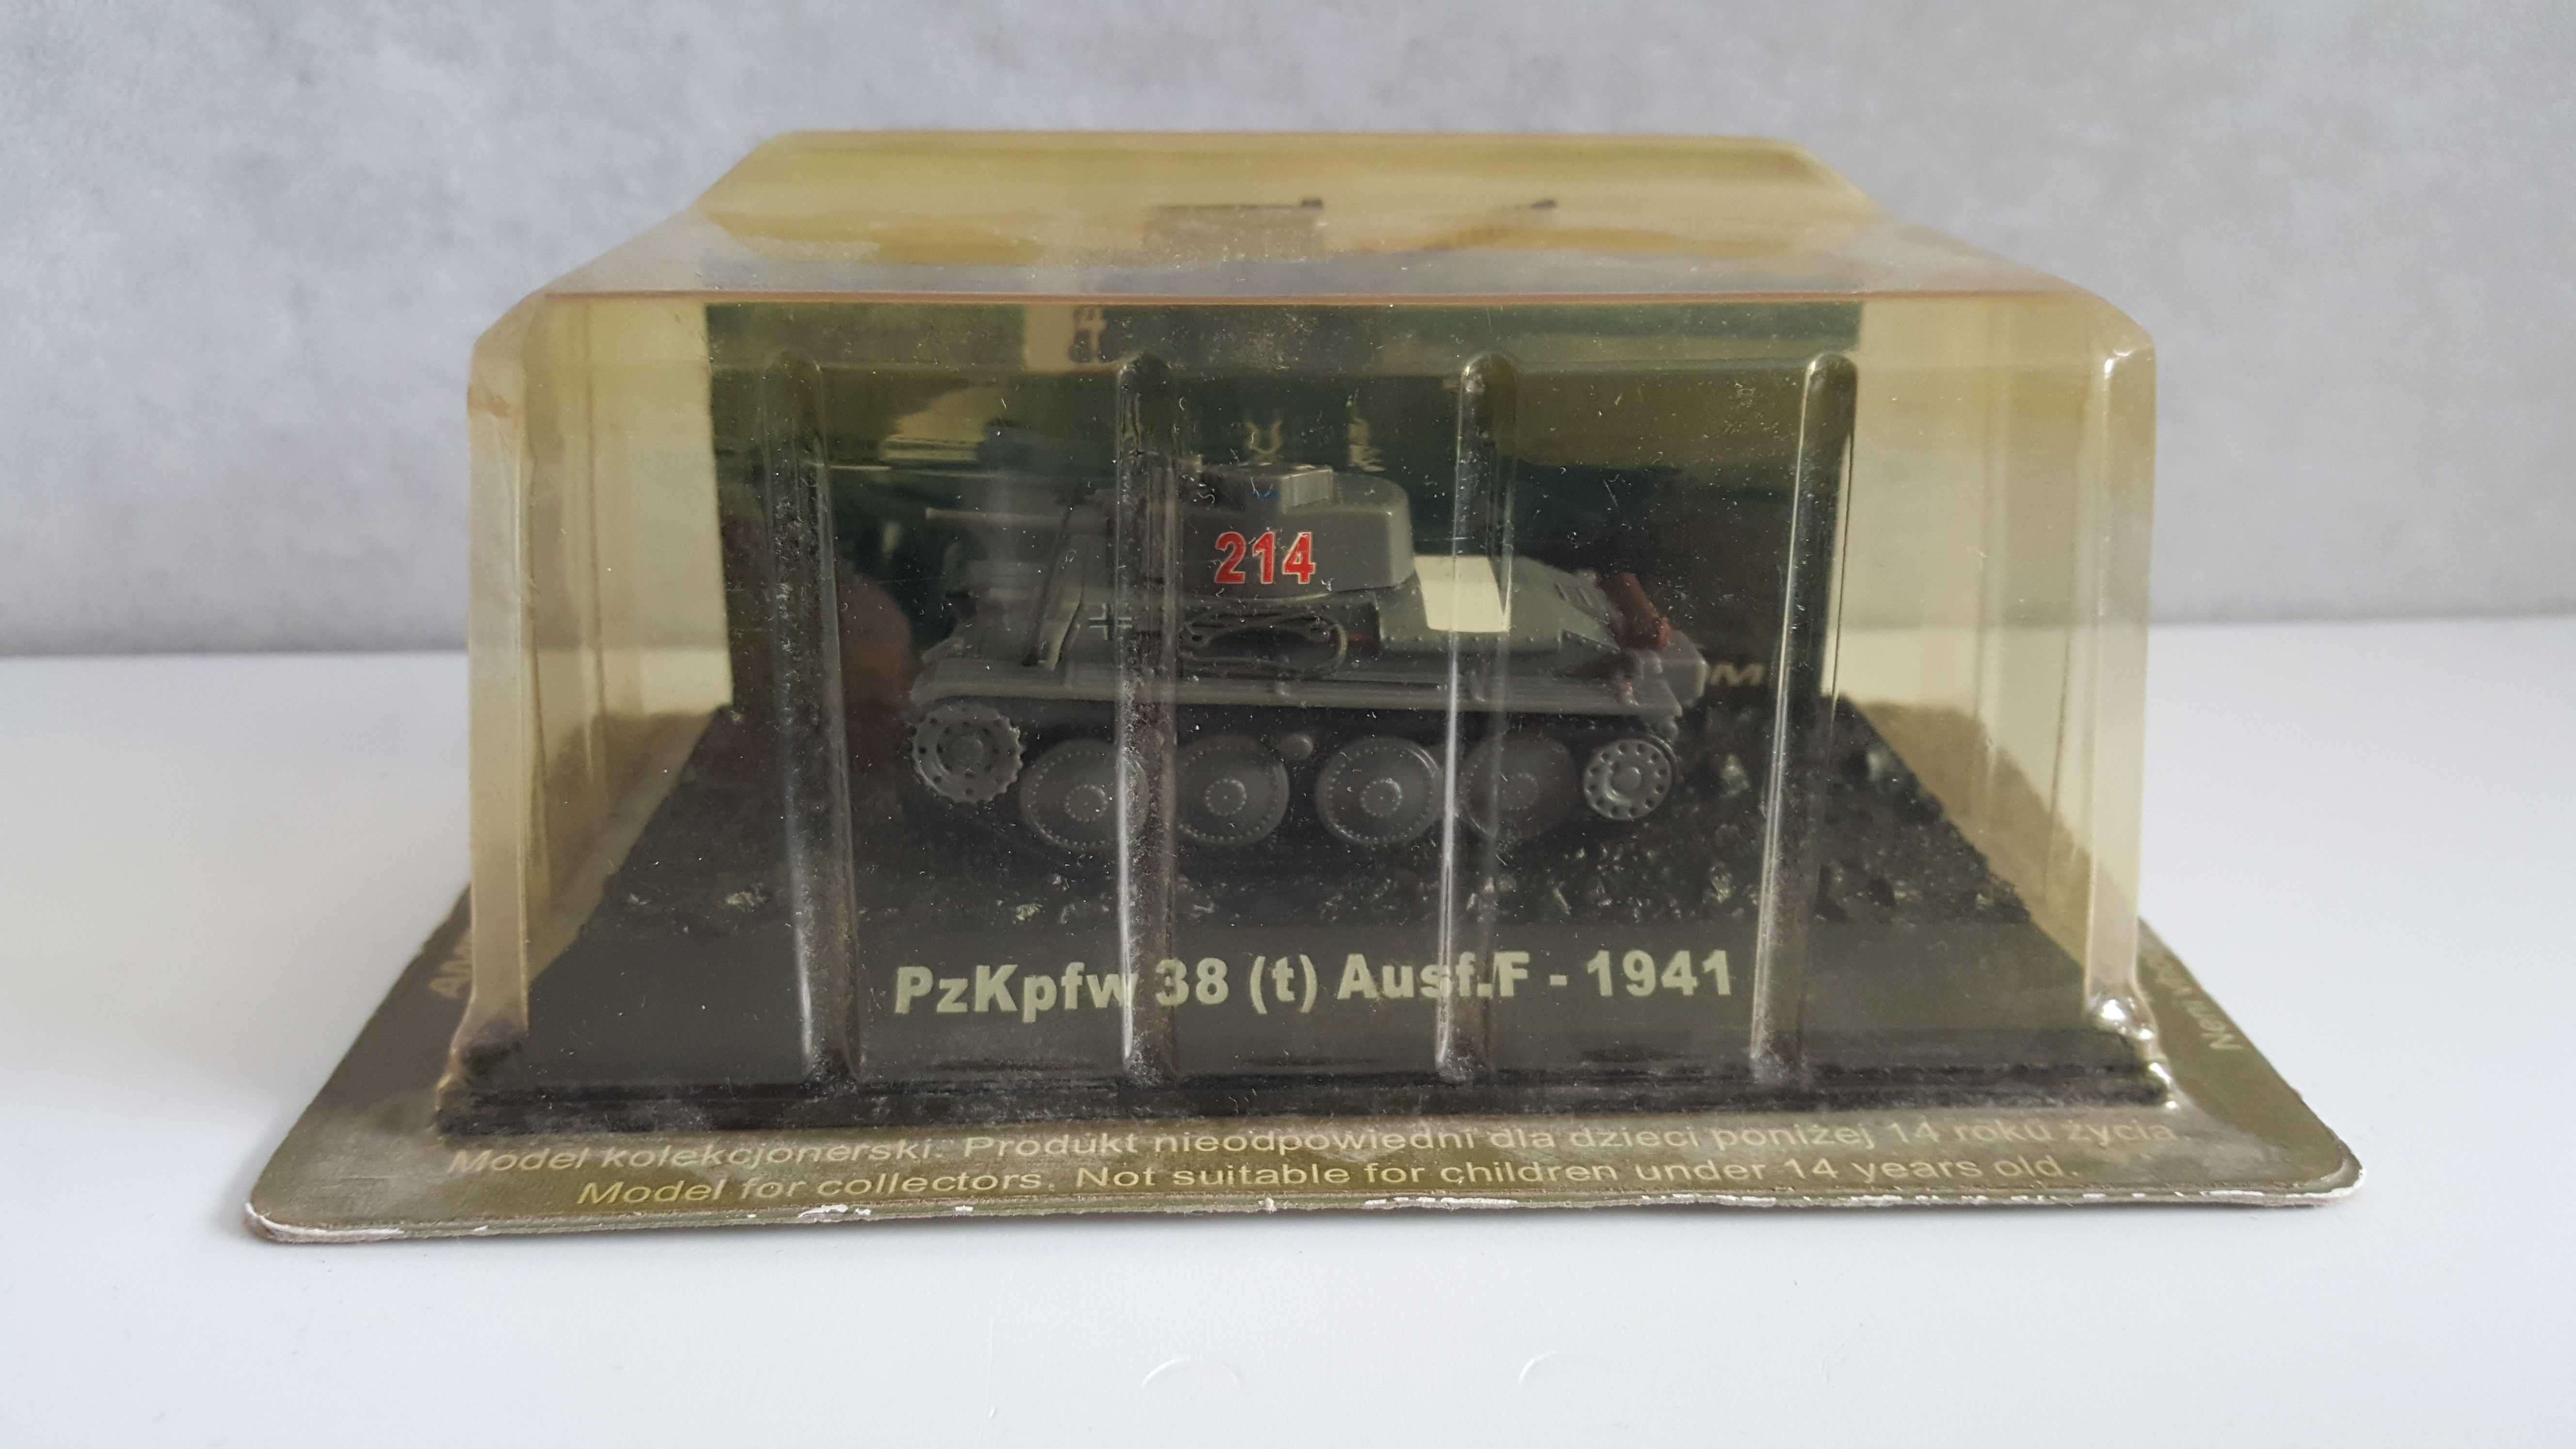 214
PzKpfw 38 (t) Ausf.F - 1941
Model kolekcjonerski. Produkt nieodpowiedni dla dzieci poniżej 14 roku życia.
Model for collectors. Not suitable for children under 14 years old.